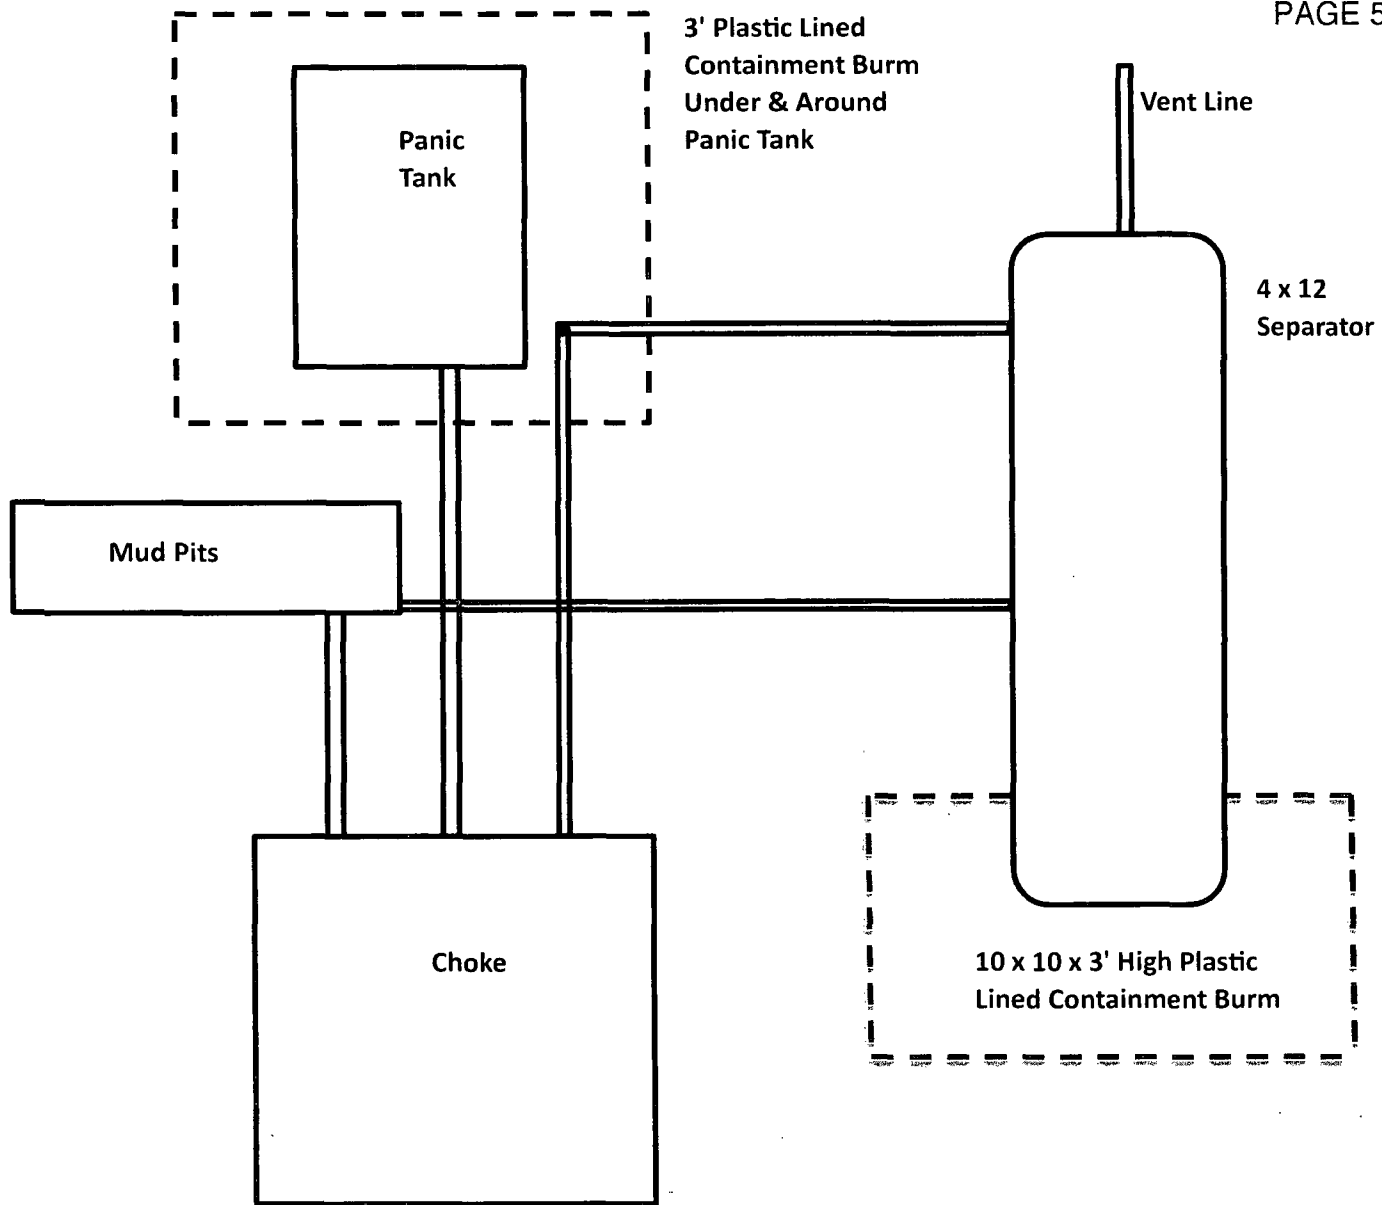 PAGE 5
3' Plastic Lined
Containment Burm
Under & Around
Panic Tank
Vent Line
Panic
Tank
4 x 12
Separator
Mud Pits
Choke
10 x 10 x 3' High Plastic
Lined Containment Burm